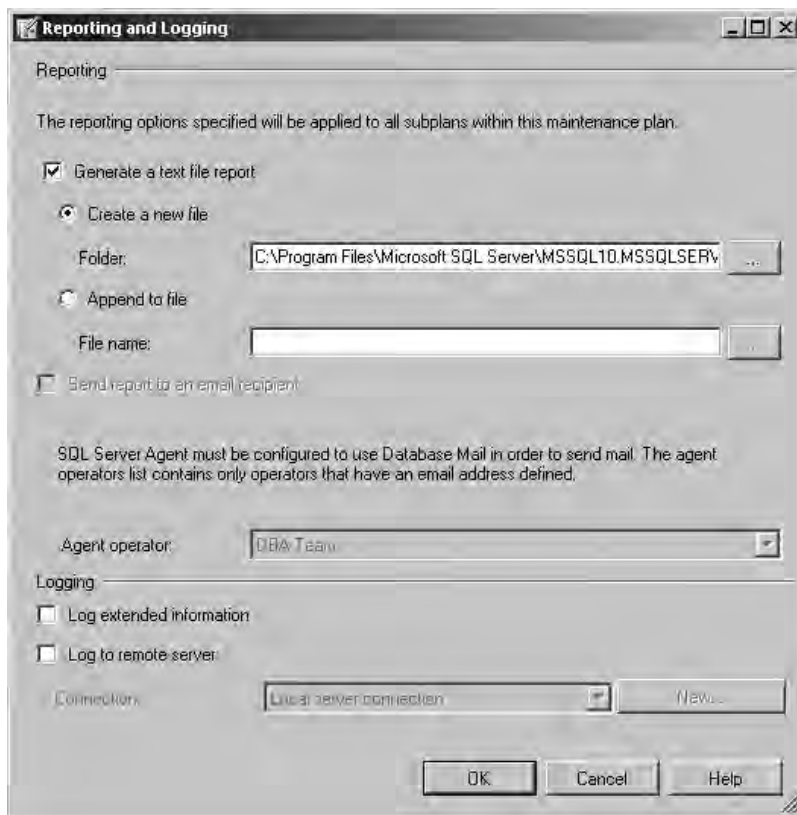 Reporting and Logging
Reporting
The reporting options specified will be applied to all subplans within this maintenance plan.
Generate a text file report
Create a new file
Folder:
C:\Program Files\Microsoft SQL Server\MSSQL10.MSSQLSERV
...
Append to file
File name:
...
Send report to an email recipient
SQL Server Agent must be configured to use Database Mail in order to send mail. The agent
operators list contains only operators that have an email address defined.
Agent operator:
DBA Team
Logging
Log extended information
Log to remote server
Connection:
Local server connection
New...
OK
Cancel
Help